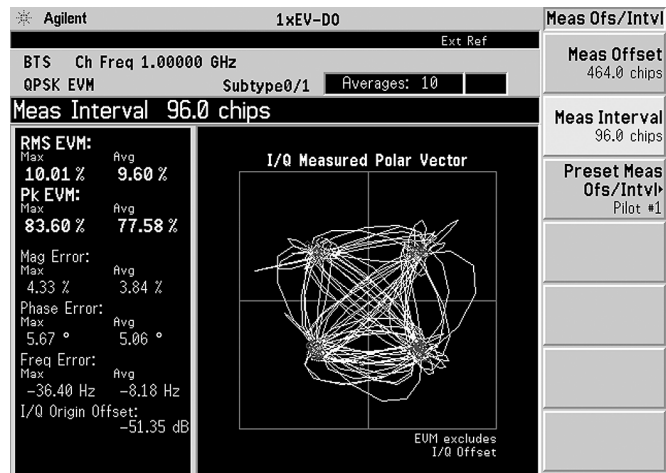 Agilent 1xEV-DO Meas Ofs/Intvl
Ext Ref
BTS Ch Freq 1.00000 GHz
QPSK EVM Subtype0/1 Averages: 10
Meas Interval 96.0 chips
RMS EVM:
Max Avg
10.01 % 9.60 %
Pk EVM:
Max Avg
83.60 % 77.58 %
Mag Error:
Max Avg
4.33 % 3.84 %
Phase Error:
Max Avg
5.67 ° 5.06 °
Freq Error:
Max Avg
-36.40 Hz -8.18 Hz
I/Q Origin Offset:
-51.35 dB
I/Q Measured Polar Vector
EVM excludes
I/Q Offset
Meas Offset
464.0 chips
Meas Interval
96.0 chips
Preset Meas
Ofs/Intvl
Pilot #1